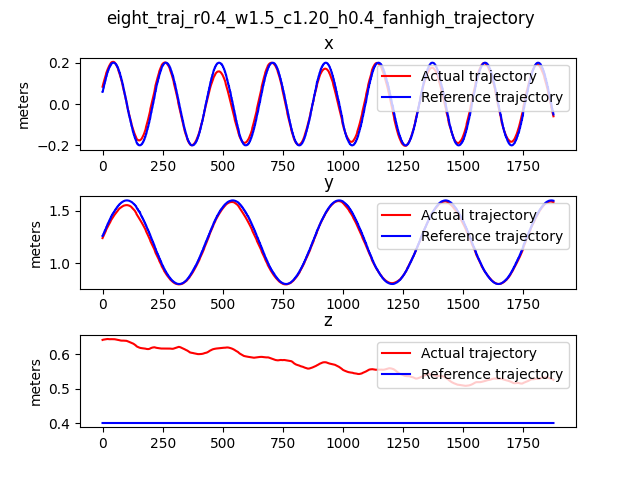 eight_traj_r0.4_w1.5_c1.20_h0.4_fanhigh_trajectory
x
meters
0.2
0.0
−0.2
Actual trajectory
Reference trajectory
0 250 500 750 1000 1250 1500 1750
y
meters
1.5
1.0
Actual trajectory
Reference trajectory
0 250 500 750 1000 1250 1500 1750
z
meters
0.6
0.5
0.4
Actual trajectory
Reference trajectory
0 250 500 750 1000 1250 1500 1750